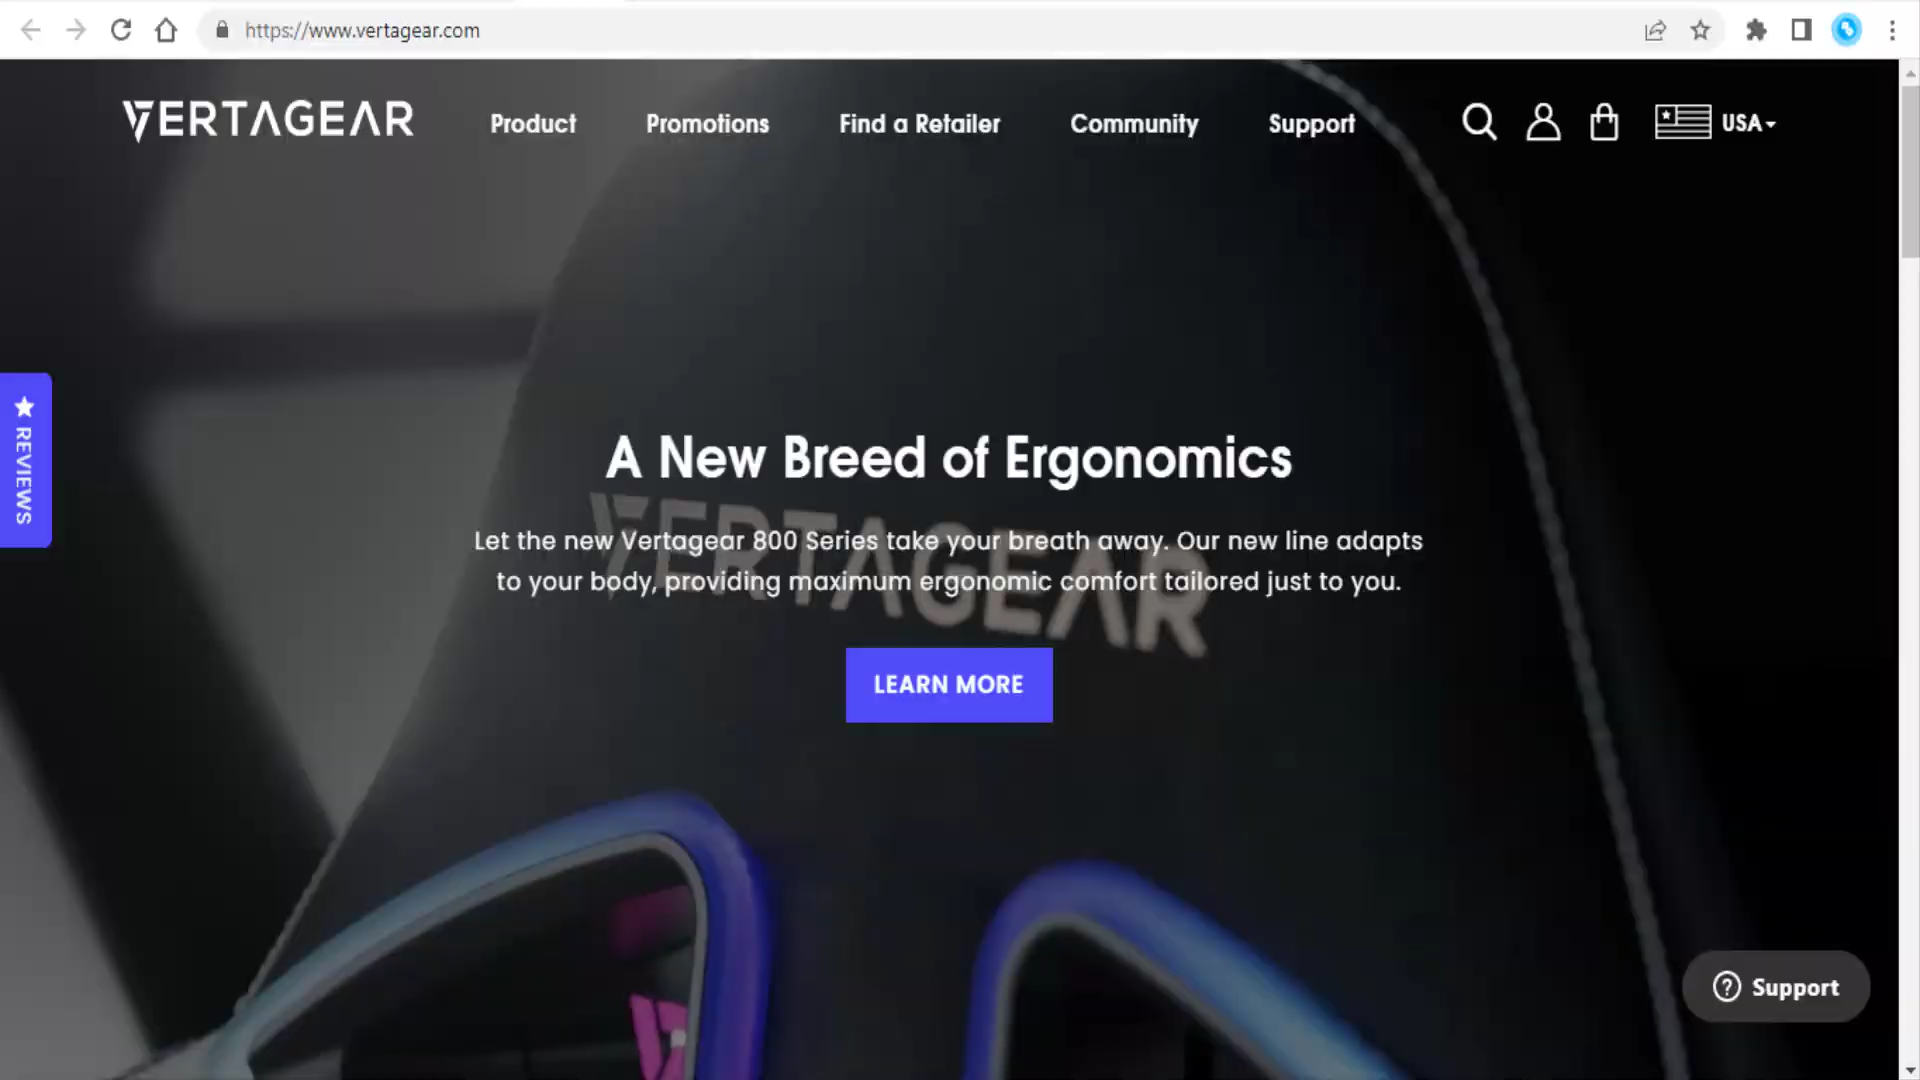 https://www.vertagear.com
VERTAGEAR
Product
Promotions
Find a Retailer
Community
Support
USA
REVIEWS
A New Breed of Ergonomics
Let the new Vertagear 800 Series take your breath away. Our new line adapts
to your body, providing maximum ergonomic comfort tailored just to you.
VERTAGEAR
LEARN MORE
Support